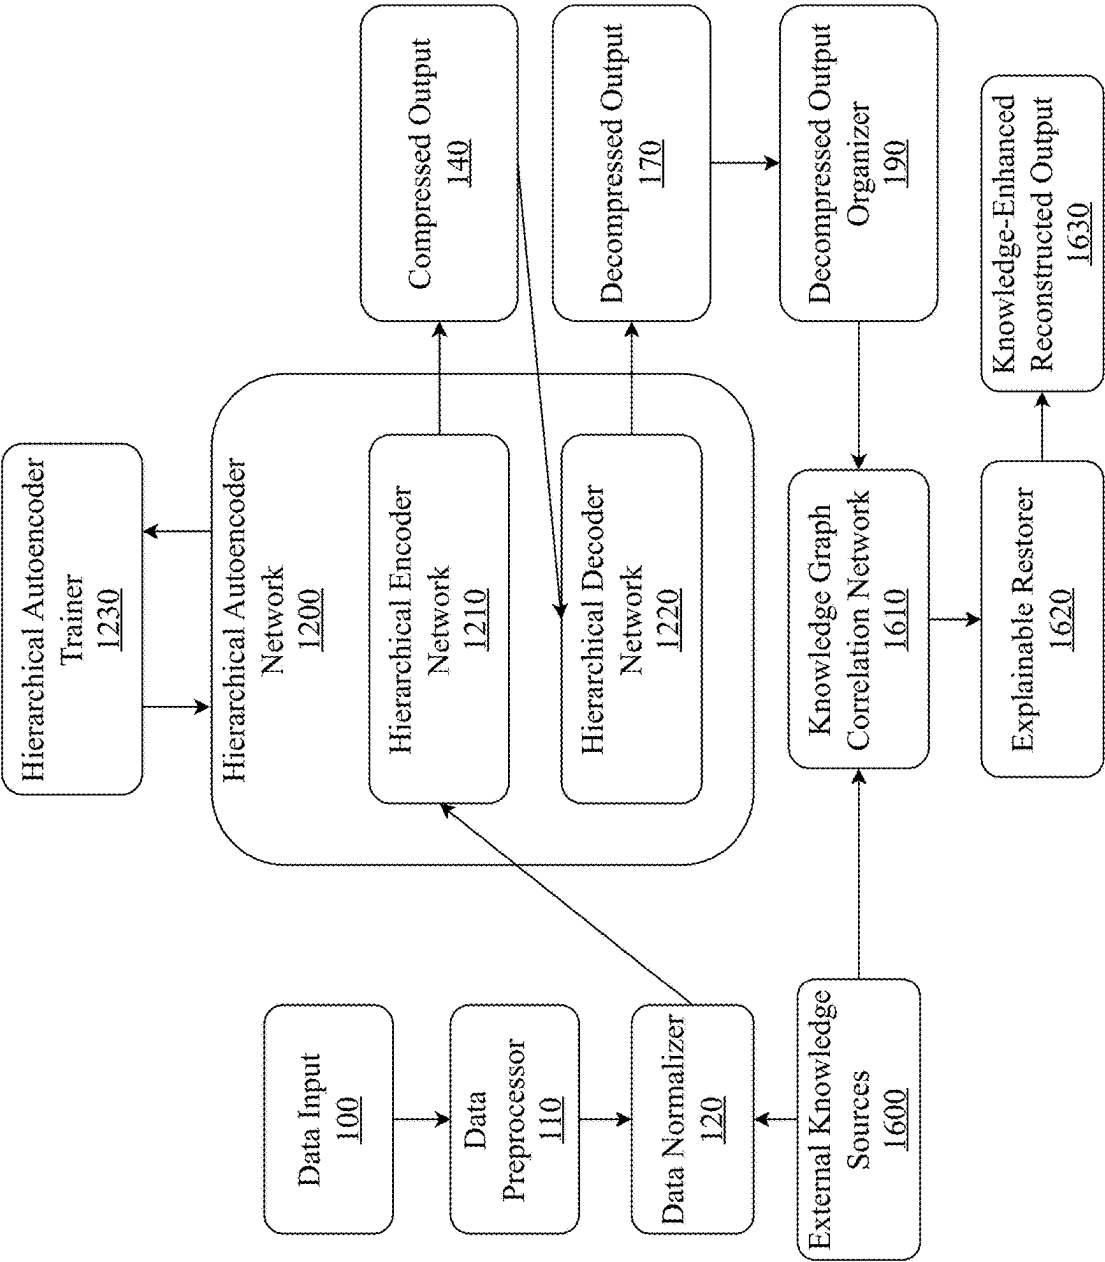 Hierarchical Autoencoder
Trainer
1230
Hierarchical Autoencoder
Network
1200
Hierarchical Encoder
Network
1210
Hierarchical Decoder
Network
1220
Data Input
100
Data
Preprocessor
110
Data Normalizer
120
External Knowledge
Sources
1600
Compressed Output
140
Decompressed Output
170
Decompressed Output
Organizer
190
Knowledge Graph
Correlation Network
1610
Explainable Restorer
1620
Knowledge-Enhanced
Reconstructed Output
1630